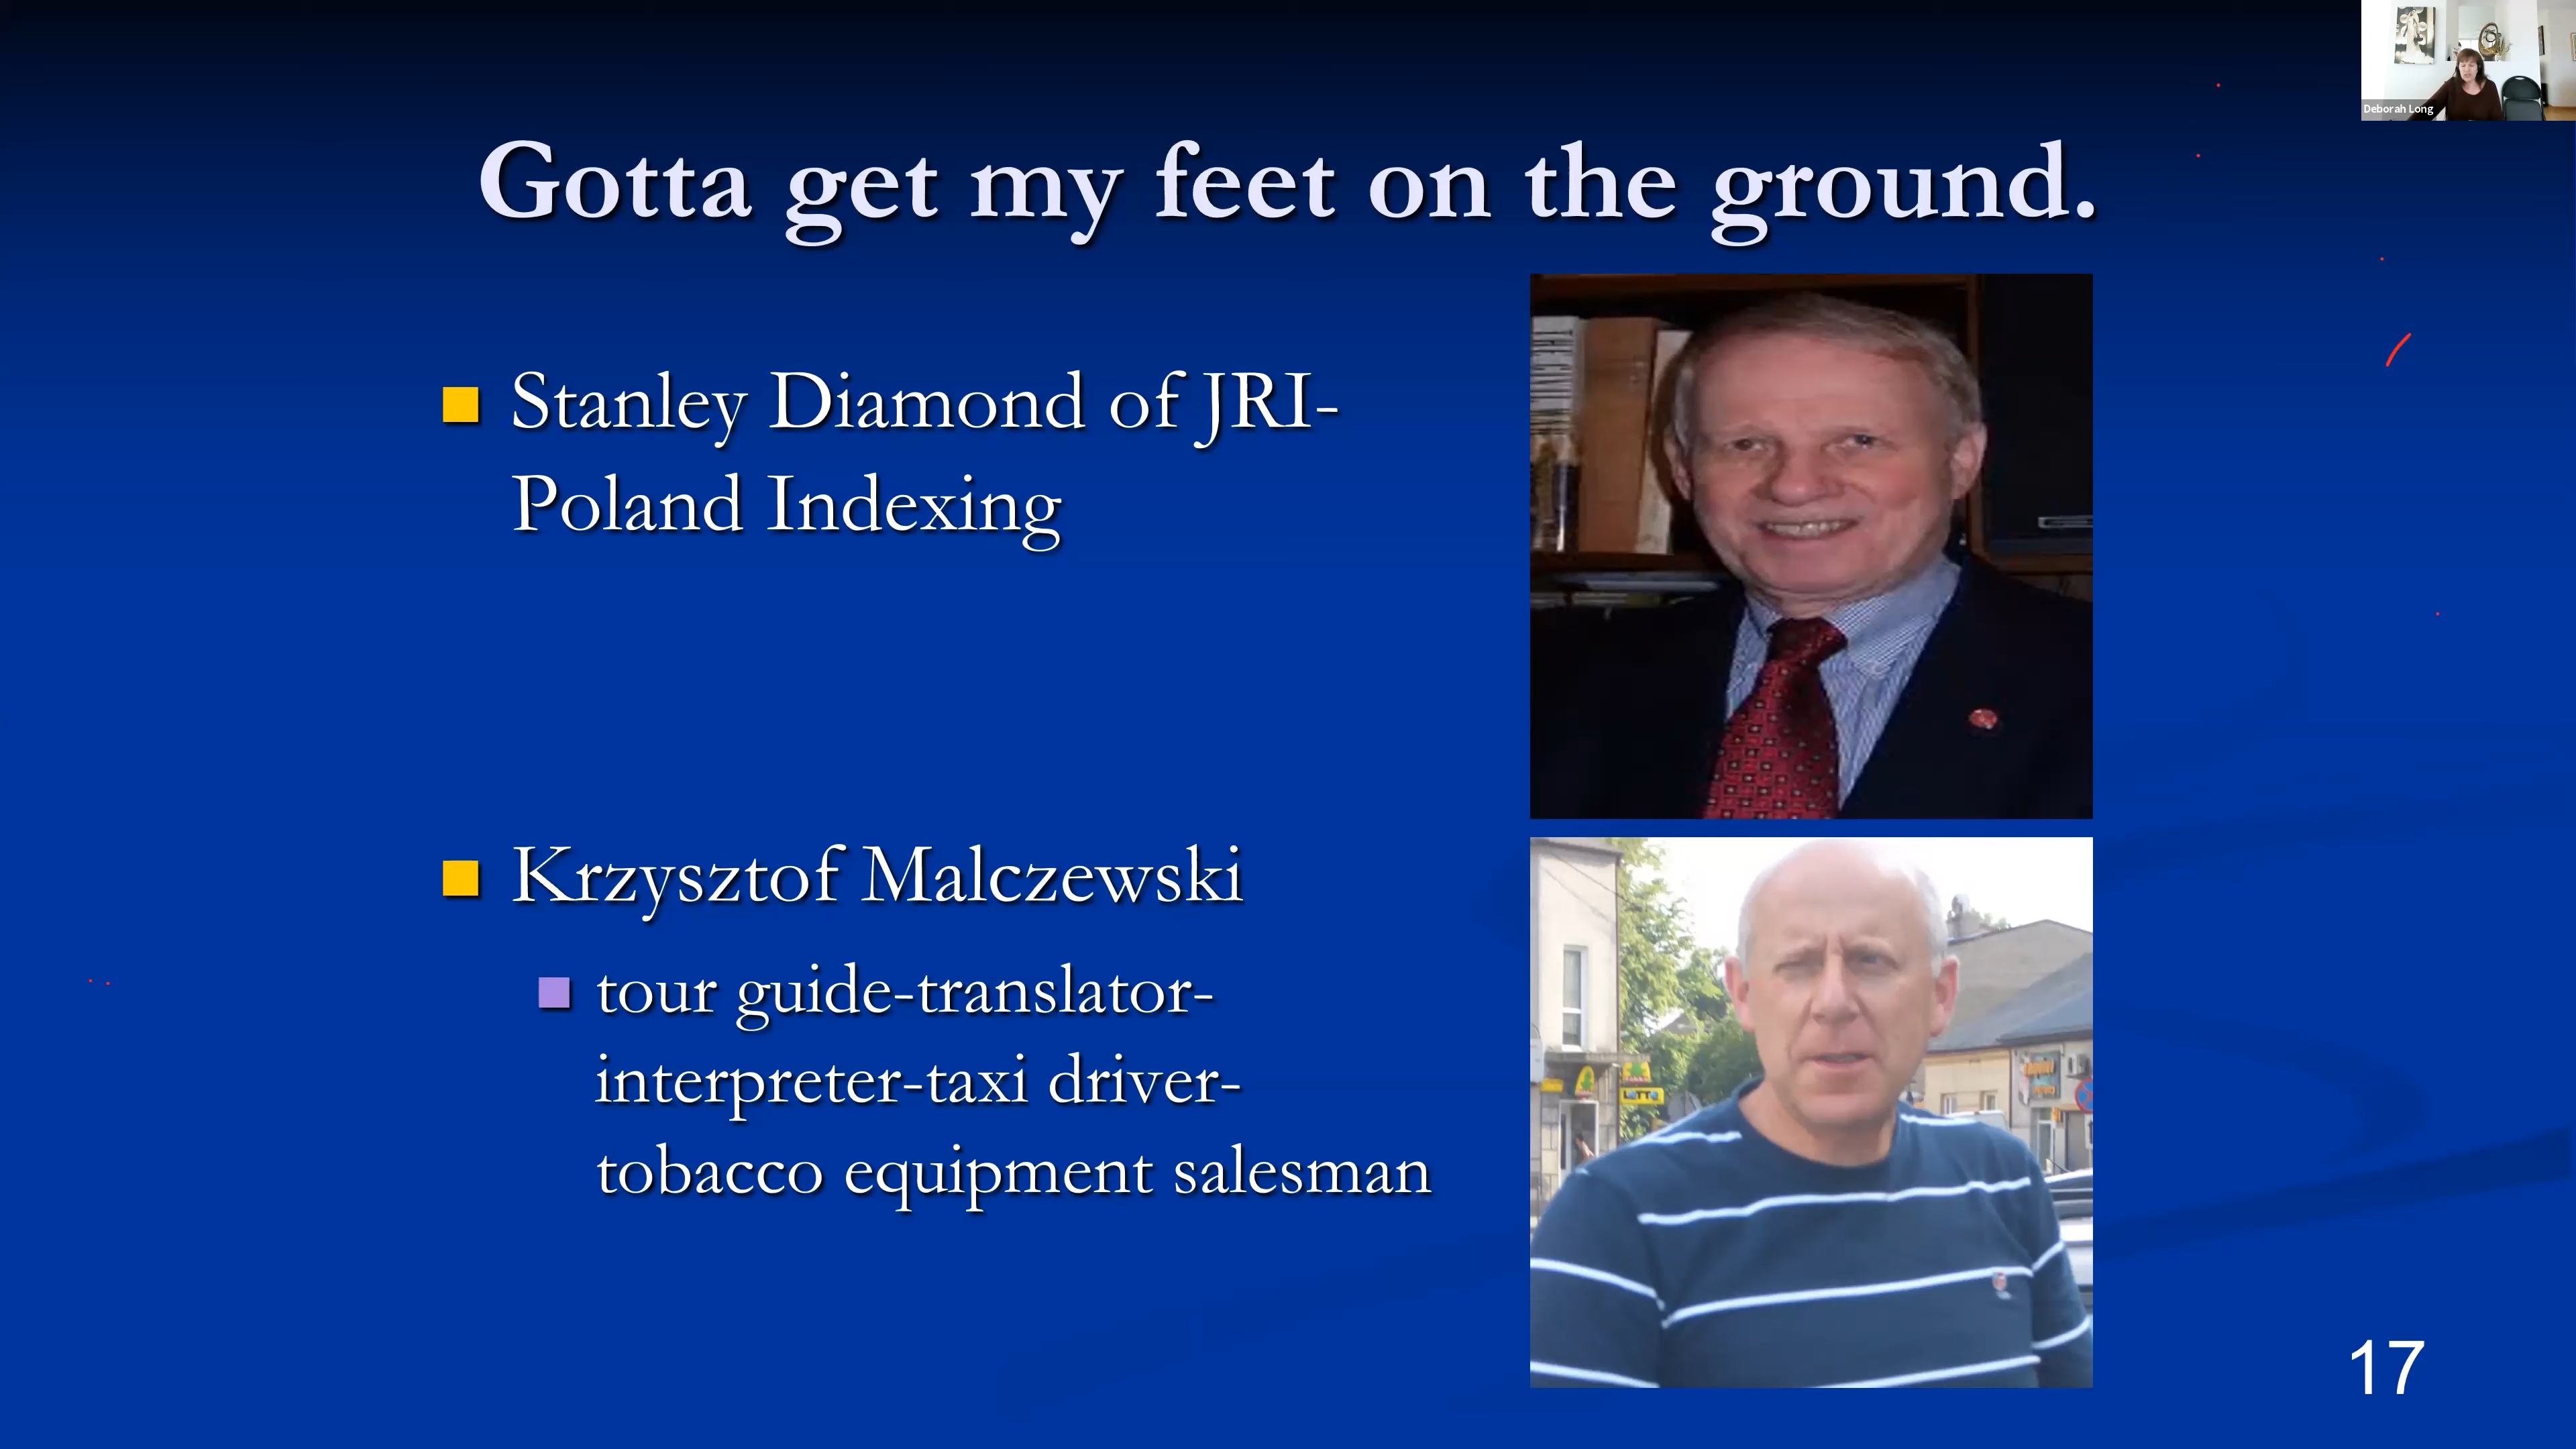 Deborah Long
Gotta get my feet on the ground.
Stanley Diamond of JRI-
Poland Indexing
Krzysztof Malczewski
tour guide-translator-
interpreter-taxi driver-
tobacco equipment salesman
LOTTO
17